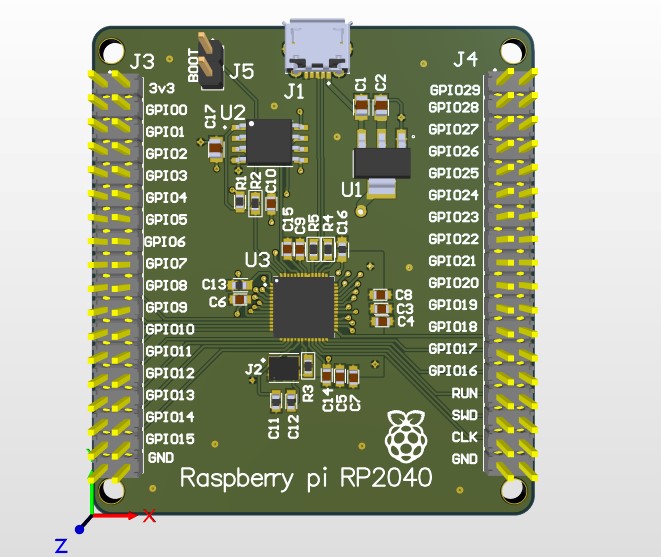 J3
J4
BOOT
J5
J1
3v3
GPIO0
GPIO1
GPIO2
GPIO3
GPIO4
GPIO5
GPIO6
GPIO7
GPIO8
GPIO9
GPIO10
GPIO11
GPIO12
GPIO13
GPIO14
GPIO15
GND
C17
U2
C1
C2
U1
R1
R2
C10
C15
C9
R5
R4
C16
U3
C13
C6
C8
C3
C4
J2
R3
C14
C5
C7
C11
C12
GPIO29
GPIO28
GPIO27
GPIO26
GPIO25
GPIO24
GPIO23
GPIO22
GPIO21
GPIO20
GPIO19
GPIO18
GPIO17
GPIO16
RUN
SWD
CLK
GND
Raspberry pi RP2040
X
Z